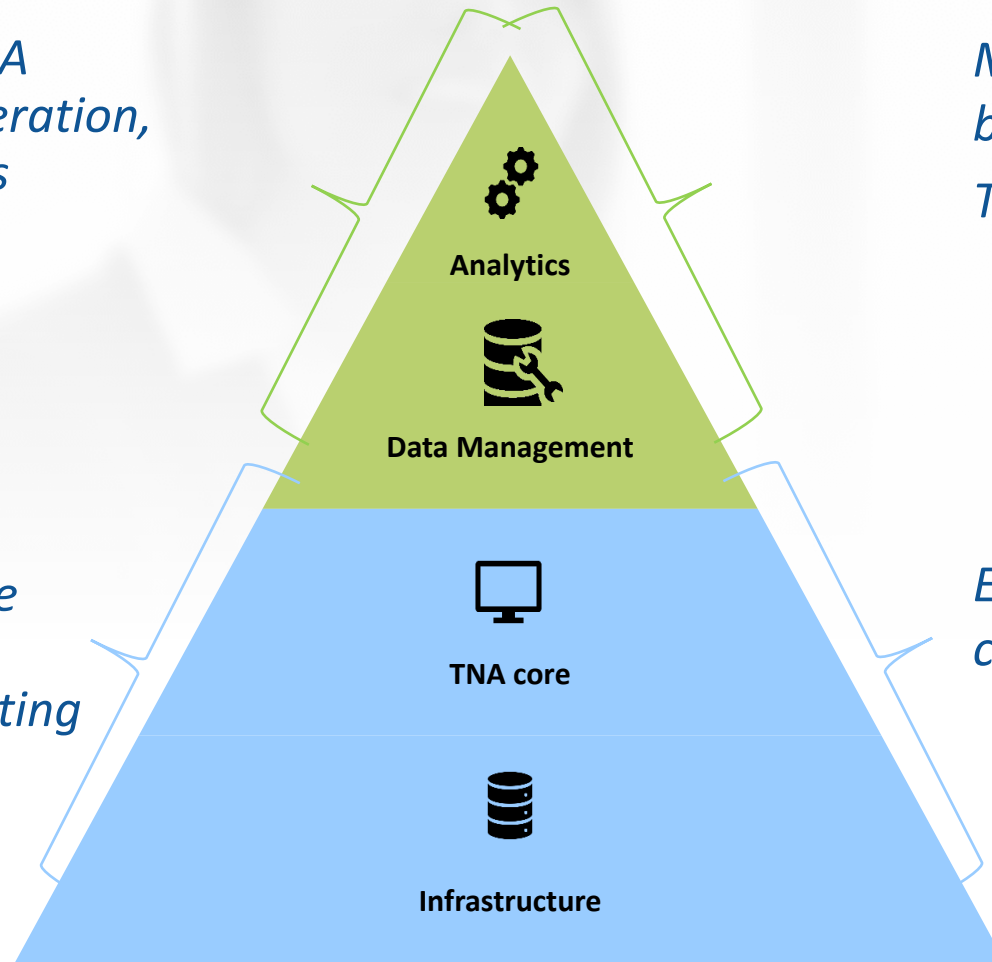 A
eration,
s
b
T
Analytics
Data Management
e
ting
E
c
TNA core
Infrastructure